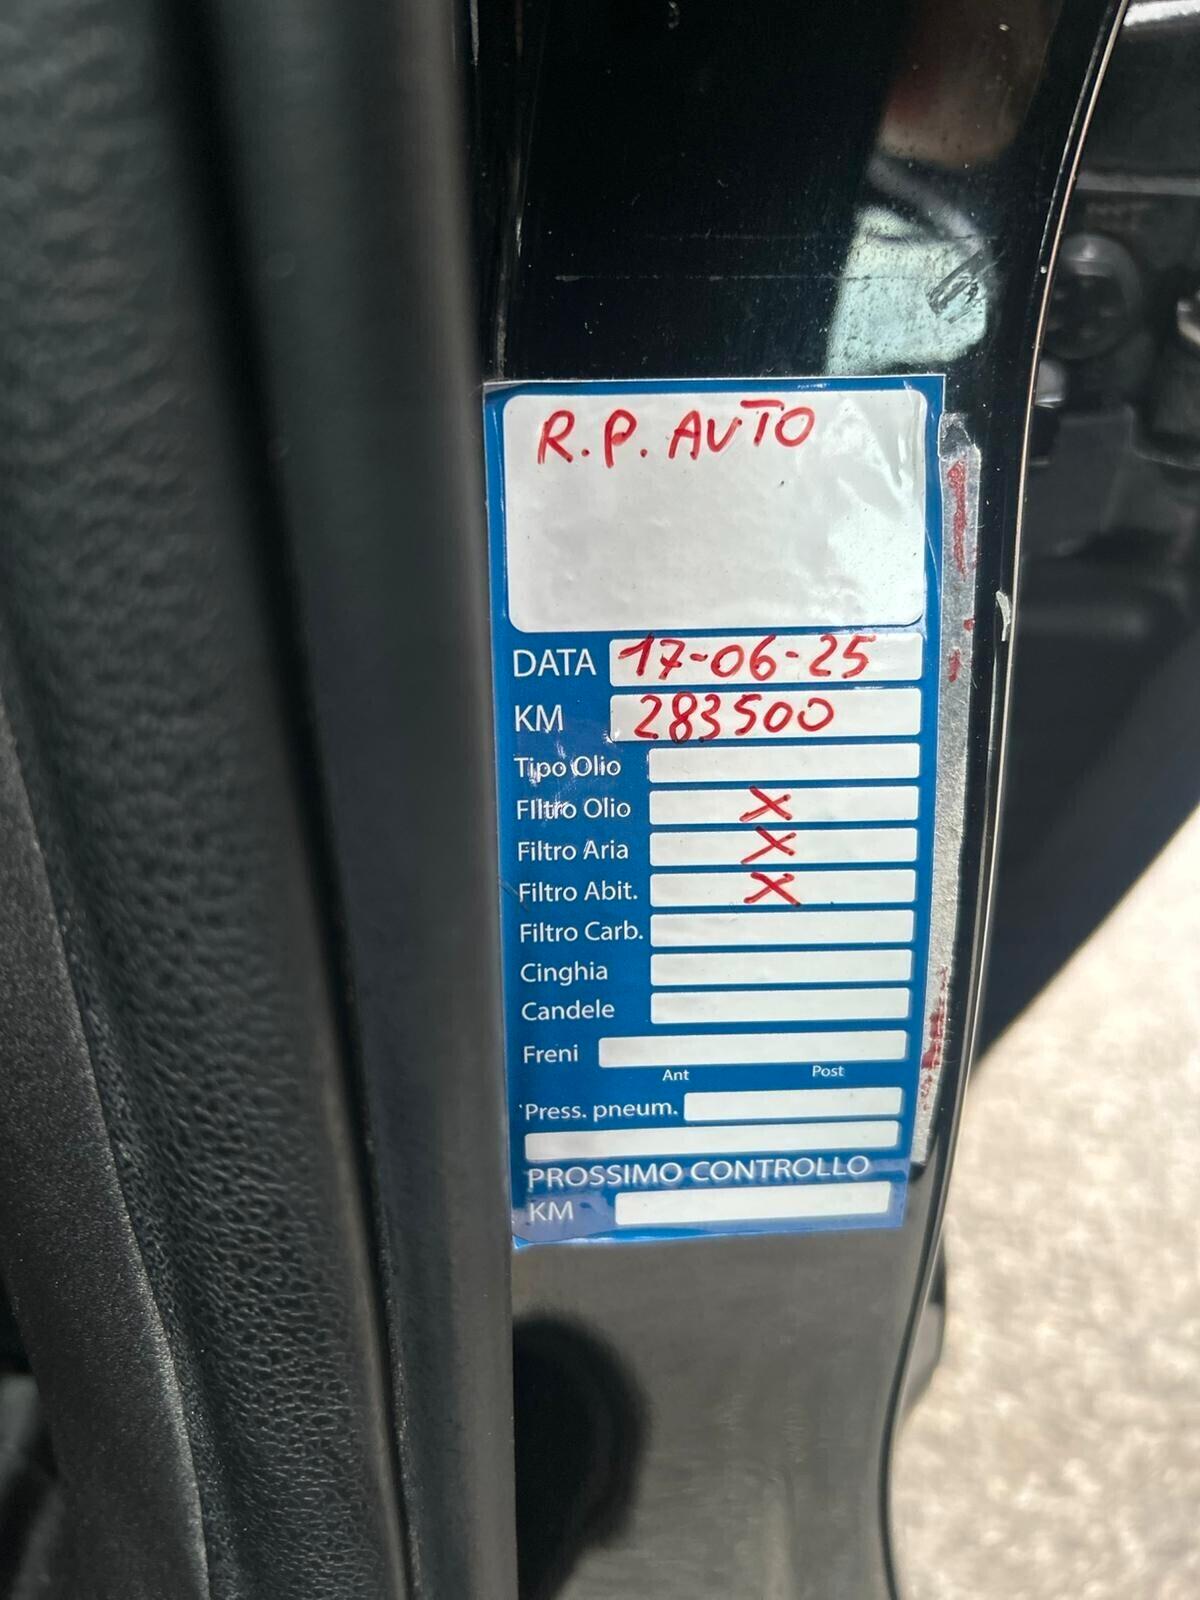 R.P. AUTO
DATA 17-06-25
KM 283500
Tipo Olio
FIltro Olio X
Filtro Aria X
Filtro Abit. X
Filtro Carb.
Cinghia
Candele
Freni
Ant Post
Press. pneum.
PROSSIMO CONTROLLO
KM